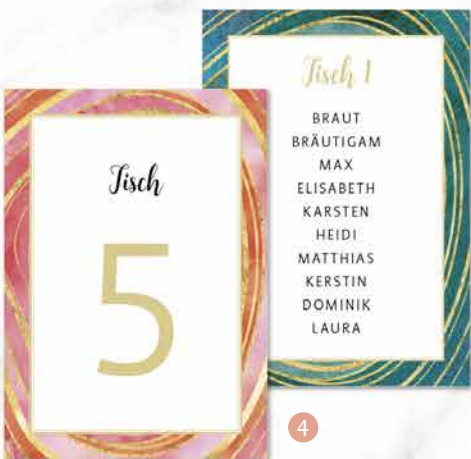 Tisch
5
Tisch 1
BRAUT
BRÄUTIGAM
MAX
ELISABETH
KARSTEN
HEIDI
MATTHIAS
KERSTIN
DOMINIK
LAURA
4